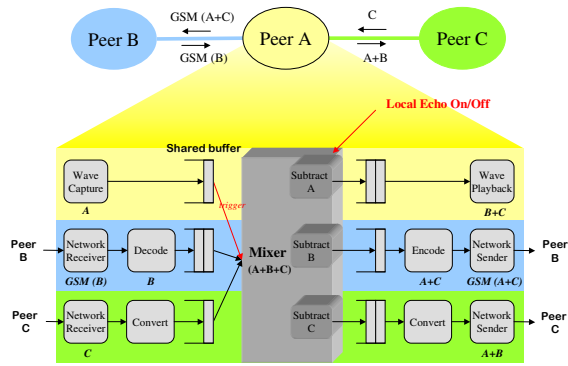 GSM (A+C)
C
Peer B
Peer A
Peer C
GSM (B)
A+B
Local Echo On/Off
Shared buffer
Wave
Capture
A
trigger
Subtract
A
Wave
Playback
B+C
Peer
B
Network
Receiver
GSM (B)
Decode
B
Mixer
(A+B+C)
Subtract
B
Encode
A+C
Network
Sender
GSM (A+C)
Peer
B
Peer
C
Network
Receiver
C
Convert
Subtract
C
Convert
Network
Sender
A+B
Peer
C